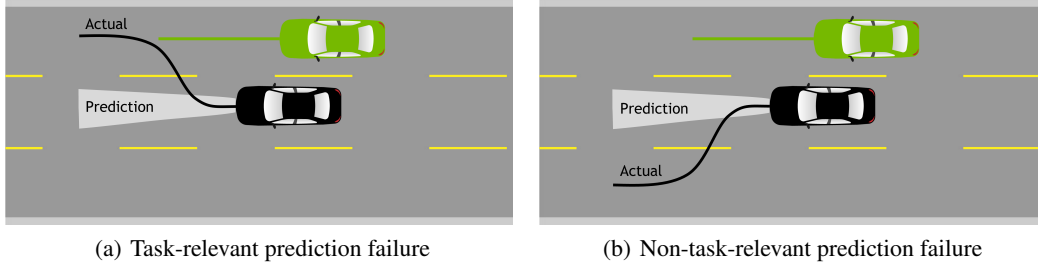 Actual
Prediction
(a) Task-relevant prediction failure
Prediction
Actual
(b) Non-task-relevant prediction failure